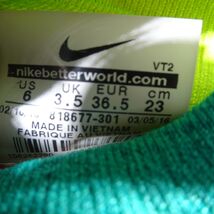 VT2
nikebetterworld.com
US UK EUR cm
6 3.5 36.5 23
818677-301 03/05/16
MADE IN VIETNAM
FABRIQUE AU